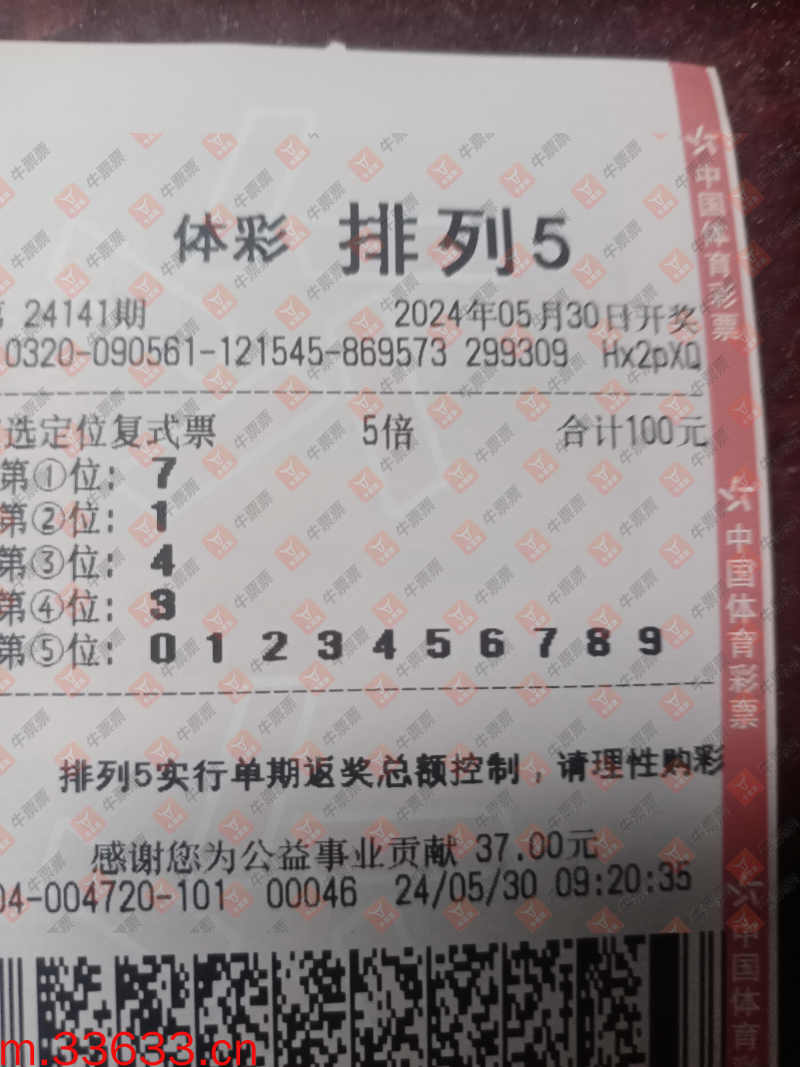 体彩 排列5
24141期 2024年05月30日开奖
0320-090561-121545-869573 299309 Hx2pXQ
选定位复式票 5倍 合计100元
第①位: 7
第②位: 1
第③位: 4
第④位: 3
第⑤位: 0 1 2 3 4 5 6 7 8 9
排列5实行单期返奖总额控制，请理性购彩
感谢您为公益事业贡献 37.00元
04-004720-101 00046 24/05/30 09:20:35
中国体育彩票
中国体育彩票
中国体育
牛票票
m.33633.cn